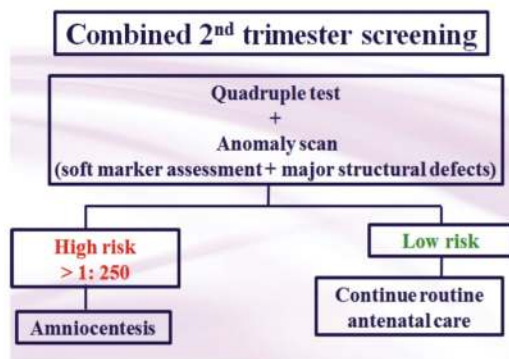 Combined 2nd trimester screening
Quadruple test
+
Anomaly scan
(soft marker assessment + major structural defects)
High risk
> 1: 250
Low risk
Amniocentesis
Continue routine
antenatal care